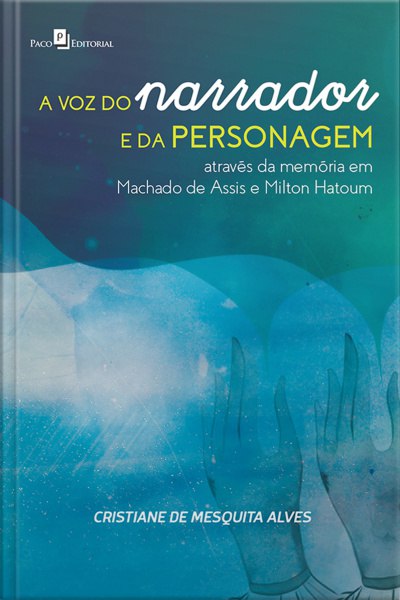 PACO P EDITORIAL
A VOZ DO narrador
E DA PERSONAGEM
através da memória em
Machado de Assis e Milton Hatoum
CRISTIANE DE MESQUITA ALVES